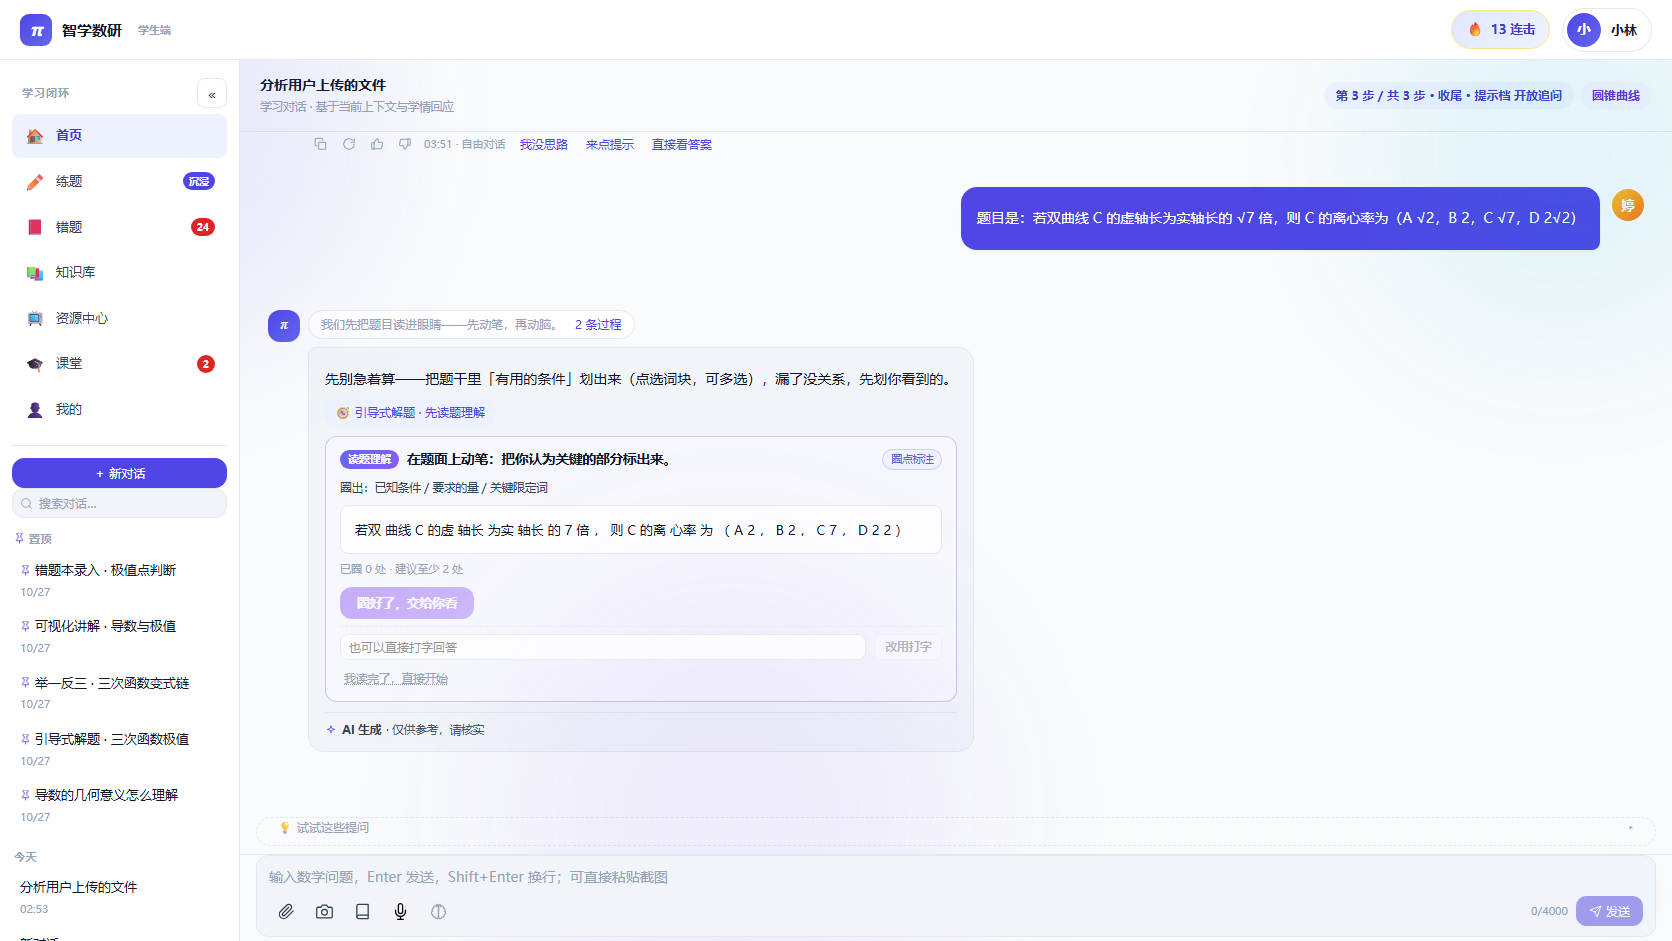 π 智学数研 学生端
13 连击 小 小林
学习闭环 «
首页
练题 沉浸
错题 24
知识库
资源中心
课堂 2
我的
+ 新对话
搜索对话...
置顶
错题本录入 · 极值点判断
10/27
可视化讲解 · 导数与极值
10/27
举一反三 · 三次函数变式链
10/27
引导式解题 · 三次函数极值
10/27
导数的几何意义怎么理解
10/27
今天
分析用户上传的文件
02:53
新对话
分析用户上传的文件
学习对话 · 基于当前上下文与学情回应
第 3 步 / 共 3 步 • 收尾 • 提示档 开放追问 圆锥曲线
03:51 · 自由对话 我没思路 来点提示 直接看答案
题目是：若双曲线 C 的虚轴长为实轴长的 √7 倍，则 C 的离心率为（A √2，B 2，C √7，D 2√2） 婷
π 我们先把题目读进眼睛——先动笔，再动脑。 2 条过程
先别急着算——把题干里「有用的条件」划出来（点选词块，可多选），漏了没关系，先划你看到的。
引导式解题 · 先读题理解
读题理解 在题面上动笔：把你认为关键的部分标出来。 圈点标注
圈出：已知条件 / 要求的量 / 关键限定词
若双 曲线 C 的虚 轴长 为实 轴长 的 7 倍 ， 则 C 的离 心率 为 （ A 2 ， B 2 ， C 7 ， D 2 2 ）
已圈 0 处 · 建议至少 2 处
圈好了，交给你看
也可以直接打字回答 改用打字
我读完了，直接开始
AI 生成 · 仅供参考，请核实
试试这些提问
输入数学问题，Enter 发送，Shift+Enter 换行；可直接粘贴截图
0/4000 发送